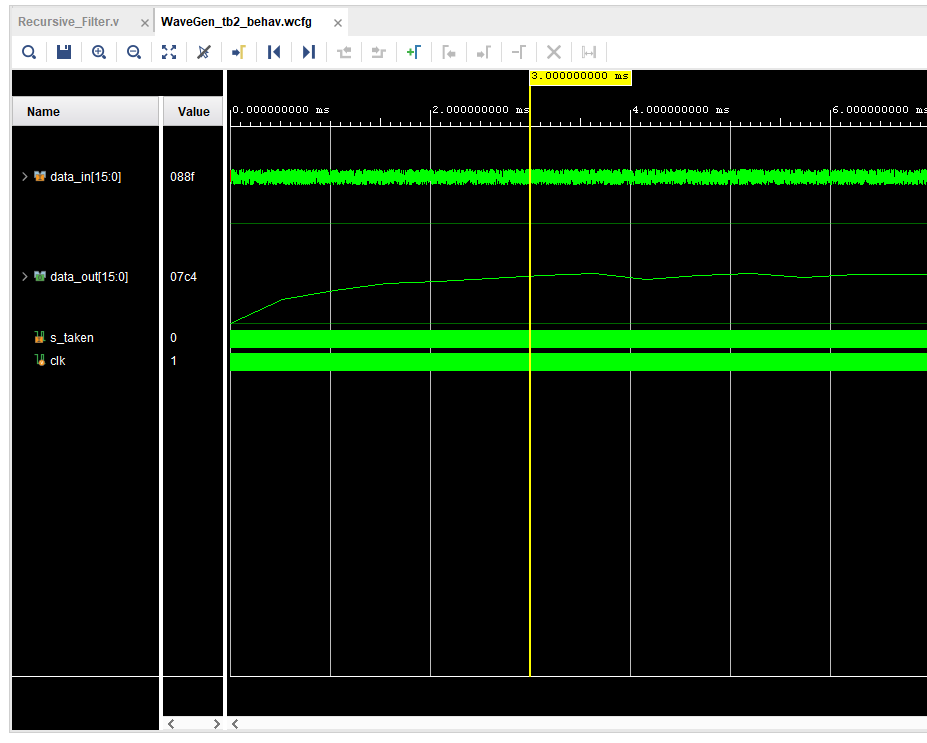 Recursive_Filter.v × WaveGen_tb2_behav.wcfg ×
3.000000000 ms
Name Value
0.000000000 ms 2.000000000 ms 4.000000000 ms 6.000000000 ms
data_in[15:0] 088f
data_out[15:0] 07c4
s_taken 0
clk 1